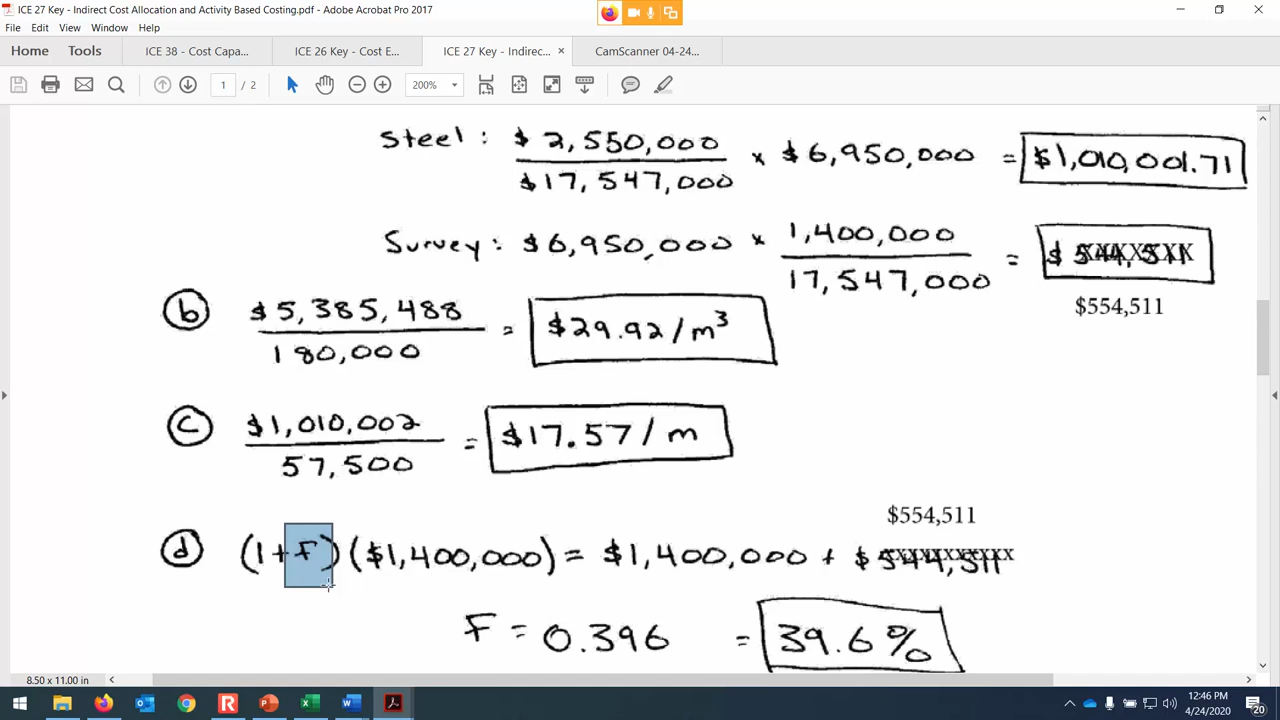 ICE 27 Key - Indirect Cost Allocation and Activity Based Costing.pdf - Adobe Acrobat Pro 2017
File Edit View Window Help
Home Tools ICE 38 - Cost Capa... ICE 26 Key - Cost E... ICE 27 Key - Indirec... × CamScanner 04-24...
1 / 2 200%
Steel : $ 2,550,000 / $17,547,000 × $6,950,000 = $1,010,001.71
Survey : $6,950,000 × 1,400,000 / 17,547,000 = $ 544,511
$554,511
b $5,385,488 / 180,000 = $29.92/m³
c $1,010,002 / 57,500 = $17.57/m
$554,511
d (1+F)($1,400,000) = $1,400,000 + $544,511
F = 0.396 = 39.6%
8.50 x 11.00 in
12:46 PM
4/24/2020
20